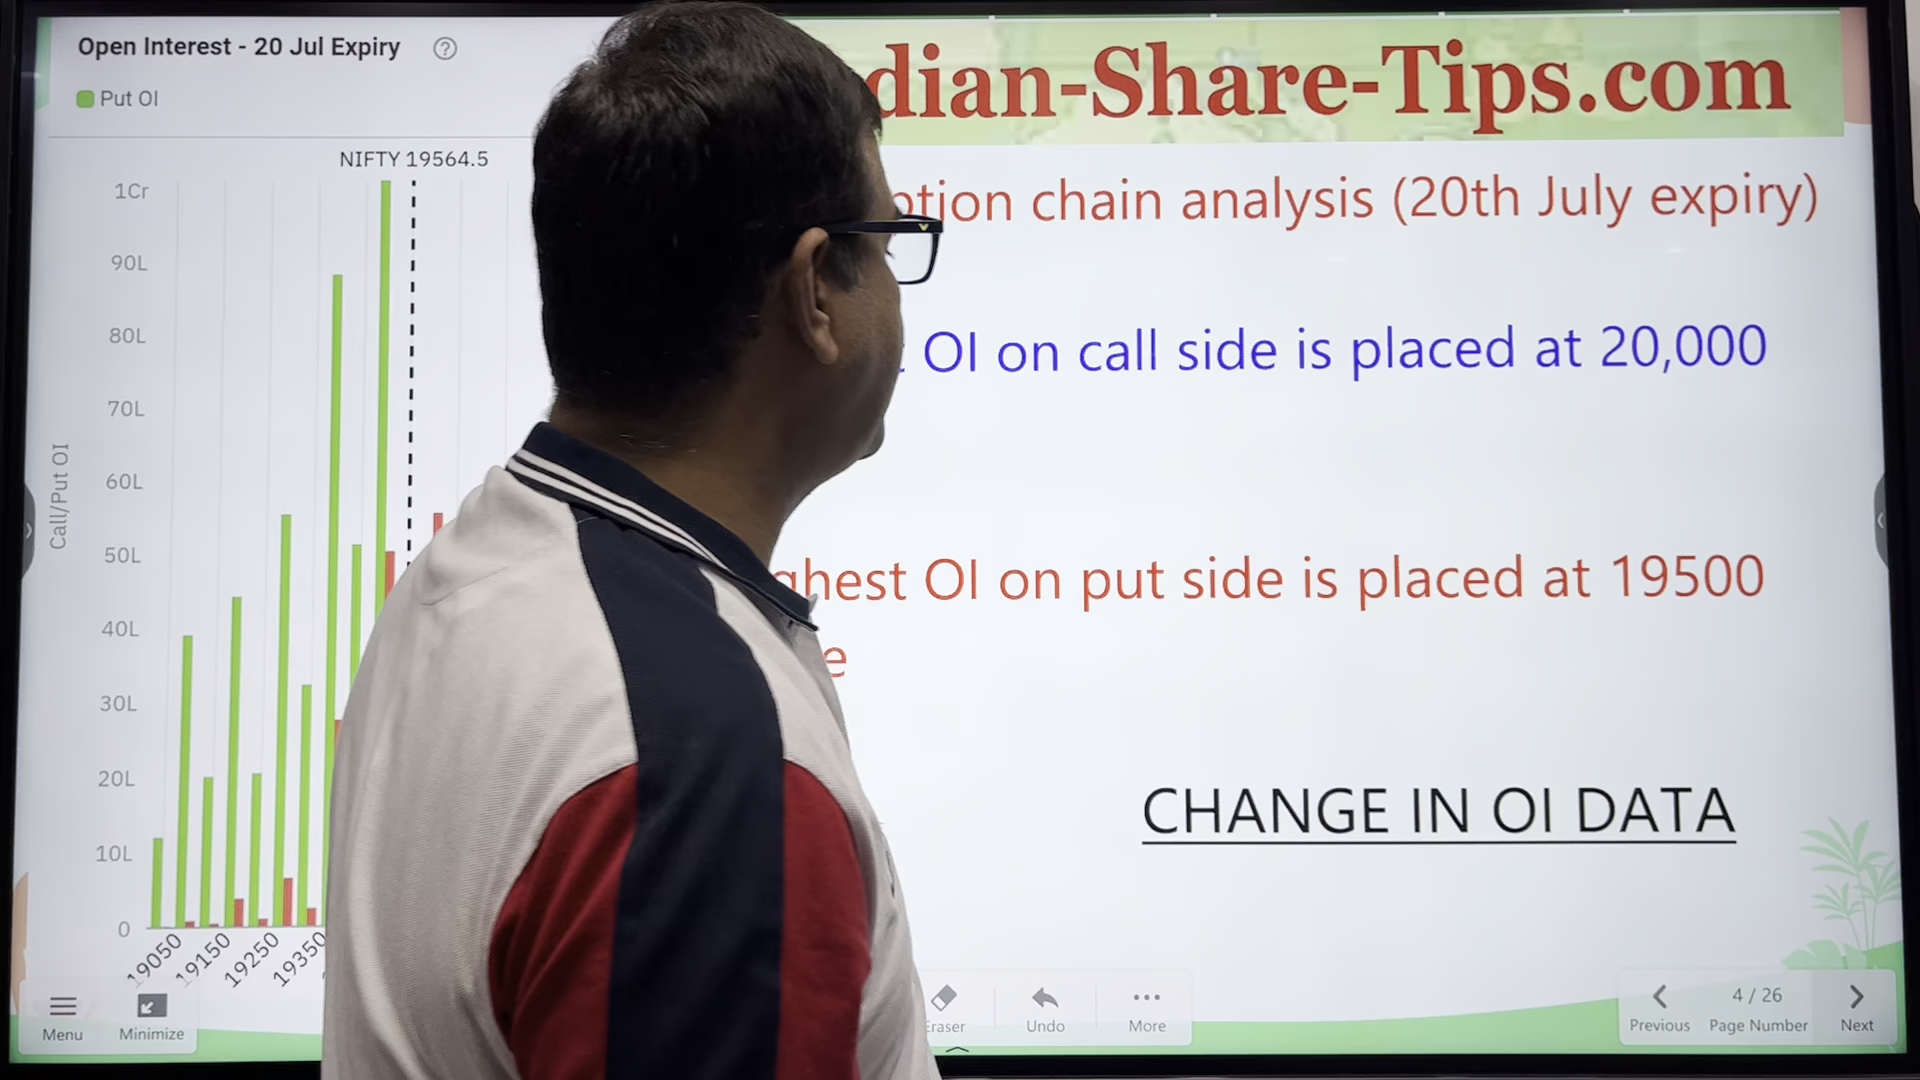 Open Interest - 20 Jul Expiry ?
Put OI
NIFTY 19564.5
1Cr
90L
80L
70L
60L
50L
40L
30L
20L
10L
0
Call/Put OI
19050
19150
19250
19350
dian-Share-Tips.com
ption chain analysis (20th July expiry)
OI on call side is placed at 20,000
ghest OI on put side is placed at 19500
e
CHANGE IN OI DATA
Menu
Minimize
Eraser
Undo
More
4 / 26
Previous
Page Number
Next